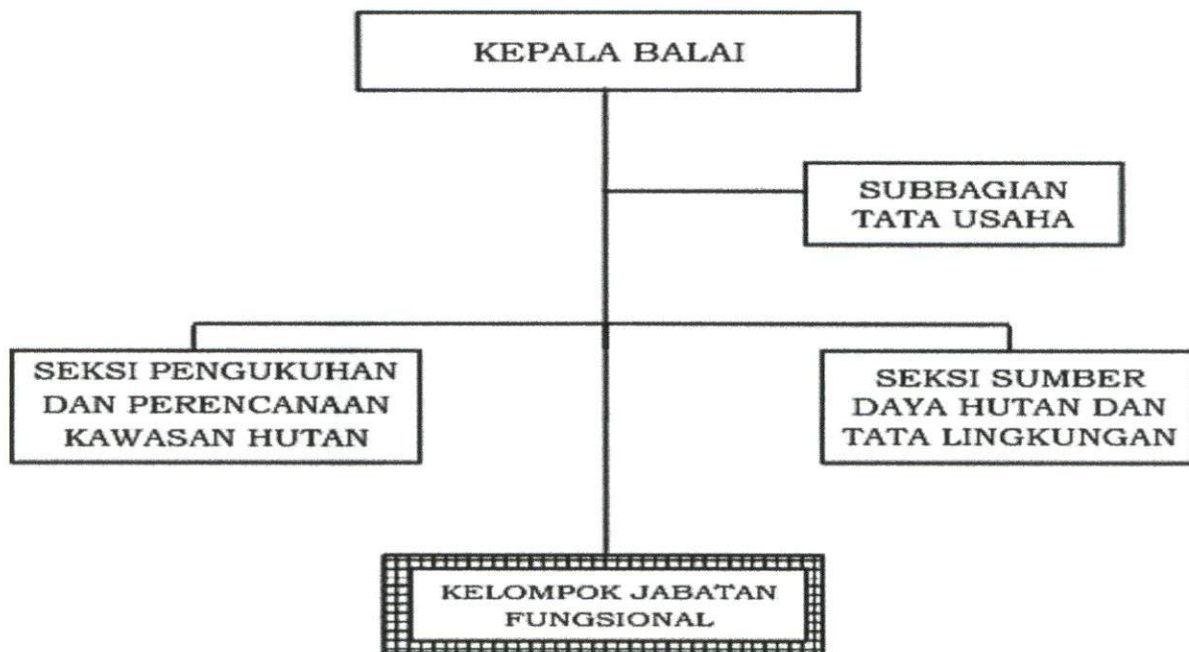 KEPALA BALAI
SUBBAGIAN
TATA USAHA
SEKSI PENGUKUHAN
DAN PERENCANAAN
KAWASAN HUTAN
SEKSI SUMBER
DAYA HUTAN DAN
TATA LINGKUNGAN
KELOMPOK JABATAN
FUNGSIONAL